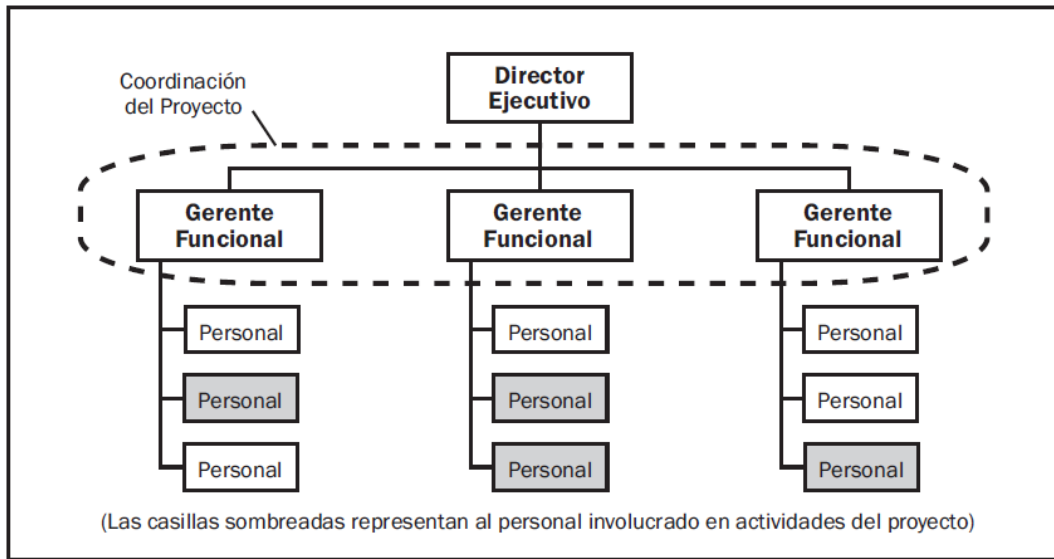 Coordinación
del Proyecto
Director
Ejecutivo
Gerente
Funcional
Gerente
Funcional
Gerente
Funcional
Personal
Personal
Personal
Personal
Personal
Personal
Personal
Personal
Personal
(Las casillas sombreadas representan al personal involucrado en actividades del proyecto)